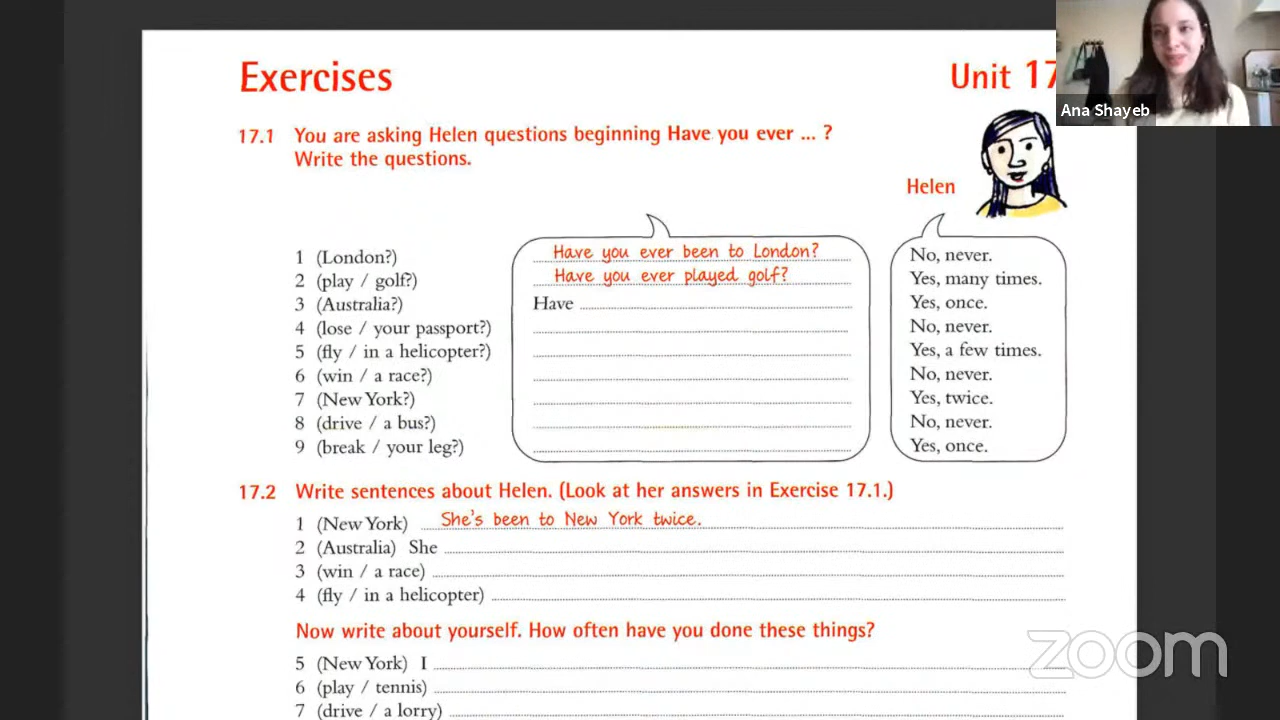 Exercises
Unit 17
Ana Shayeb
17.1 You are asking Helen questions beginning Have you ever ... ?
Write the questions.
Helen
1 (London?) Have you ever been to London? No, never.
2 (play / golf?) Have you ever played golf? Yes, many times.
3 (Australia?) Have Yes, once.
4 (lose / your passport?) No, never.
5 (fly / in a helicopter?) Yes, a few times.
6 (win / a race?) No, never.
7 (New York?) Yes, twice.
8 (drive / a bus?) No, never.
9 (break / your leg?) Yes, once.
17.2 Write sentences about Helen. (Look at her answers in Exercise 17.1.)
1 (New York) She's been to New York twice.
2 (Australia) She
3 (win / a race)
4 (fly / in a helicopter)
Now write about yourself. How often have you done these things?
5 (New York) I
6 (play / tennis)
7 (drive / a lorry)
zoom